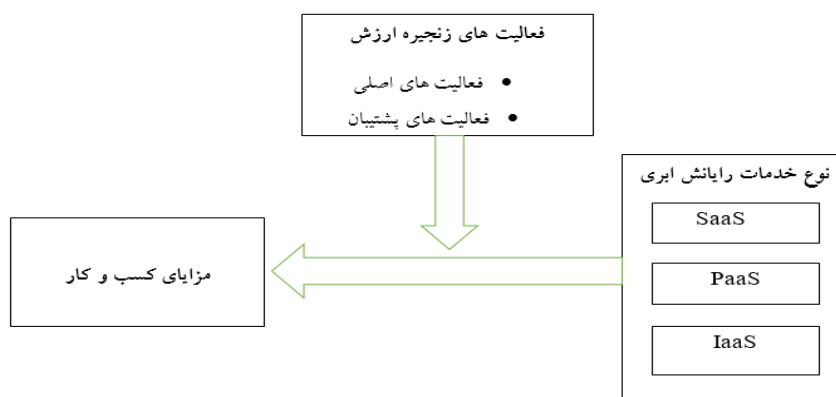 فعالیت های زنجیره ارزش
• فعالیت های اصلی
• فعالیت های پشتیبان
نوع خدمات رایانش ابری
SaaS
PaaS
IaaS
مزایای کسب و کار